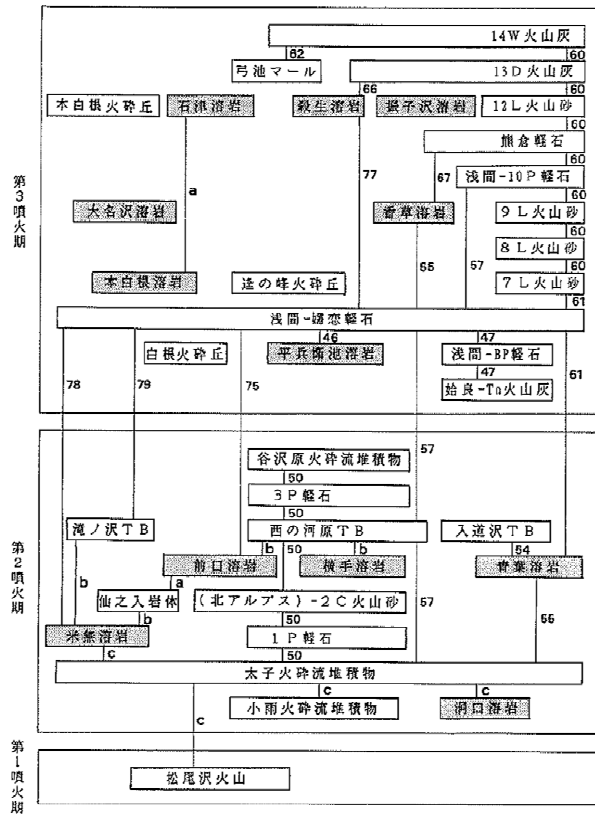 第3噴火期
14W火山灰
62
60
弓池マール
13D火山灰
66
60
本白根火砕丘
石津溶岩
殺生溶岩
振子沢溶岩
12L火山砂
60
熊倉軽石
a
77
67
60
浅間-10P軽石
60
大名沢溶岩
香草溶岩
9L火山砂
60
8L火山砂
55
57
60
本白根溶岩
逢の峰火砕丘
7L火山砂
61
浅間-嬬恋軽石
46
47
白根火砕丘
平兵衛池溶岩
浅間-BP軽石
47
61
78
79
75
姶良-Tn火山灰
第2噴火期
谷沢原火砕流堆積物
57
50
3P軽石
50
滝ノ沢TB
西の河原TB
入道沢TB
b
50
b
54
前口溶岩
横手溶岩
青葉溶岩
b
a
仙之入岩体
(北アルプス)-2C火山砂
b
50
57
米無溶岩
1P軽石
55
c
50
太子火砕流堆積物
c
c
小雨火砕流堆積物
洞口溶岩
c
第1噴火期
松尾沢火山